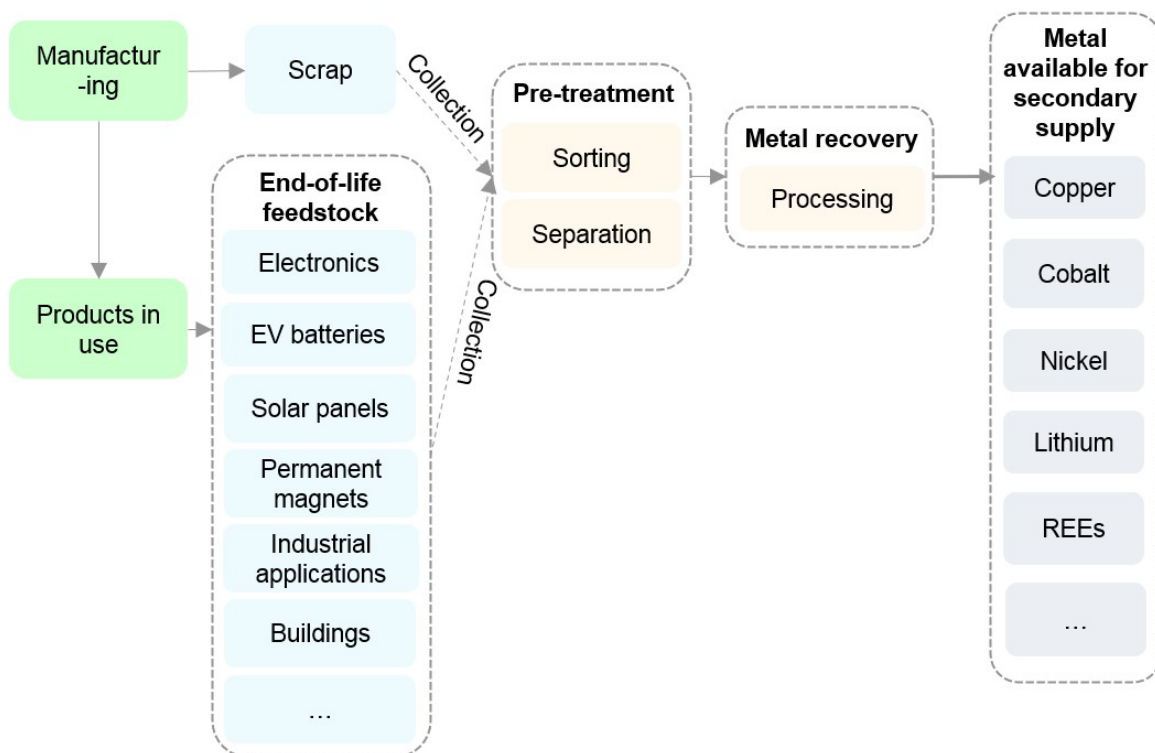 Manufactur
-ing
Scrap
Collection
Pre-treatment
Sorting
Separation
Metal recovery
Processing
Metal
available for
secondary
supply
Copper
Cobalt
Nickel
Lithium
REEs
…
Products in
use
End-of-life
feedstock
Electronics
EV batteries
Solar panels
Permanent
magnets
Industrial
applications
Buildings
…
Collection